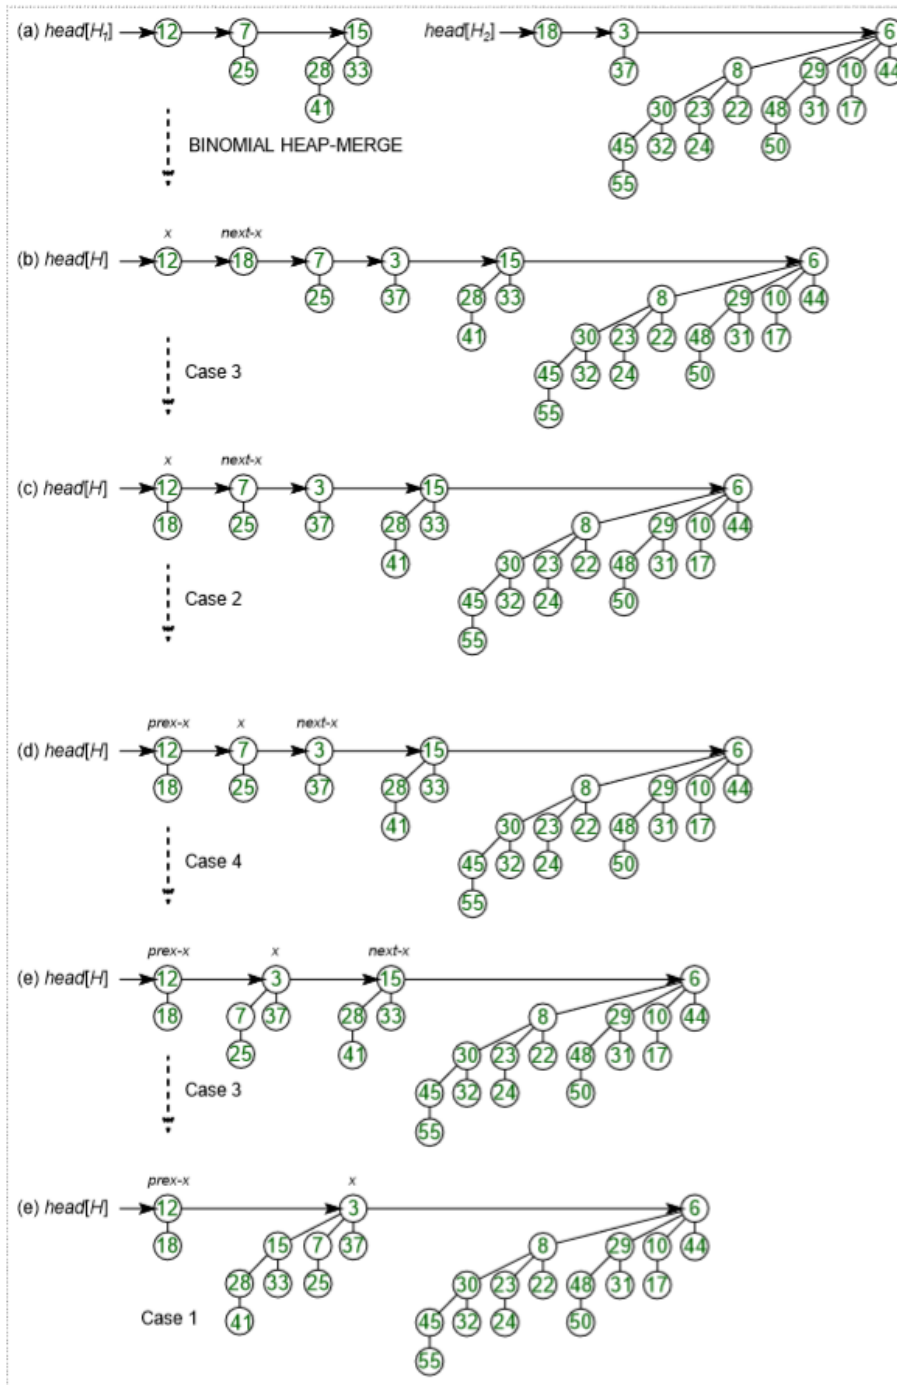 (a) head[H1] 12 7 15 head[H2] 18 3 6
25 28 33 37 8 29 10 44
41 30 23 22 48 31 17
BINOMIAL HEAP-MERGE 45 32 24 50
55
x next-x
(b) head[H] 12 18 7 3 15 6
25 37 28 33 8 29 10 44
41 30 23 22 48 31 17
Case 3 45 32 24 50
55
x next-x
(c) head[H] 12 7 3 15 6
18 25 37 28 33 8 29 10 44
41 30 23 22 48 31 17
Case 2 45 32 24 50
55
prex-x x next-x
(d) head[H] 12 7 3 15 6
18 25 37 28 33 8 29 10 44
41 30 23 22 48 31 17
Case 4 45 32 24 50
55
prex-x x next-x
(e) head[H] 12 3 15 6
18 7 37 28 33 8 29 10 44
25 41 30 23 22 48 31 17
Case 3 45 32 24 50
55
prex-x x
(e) head[H] 12 3 6
18 15 7 37 8 29 10 44
28 33 25 30 23 22 48 31 17
Case 1 41 45 32 24 50
55